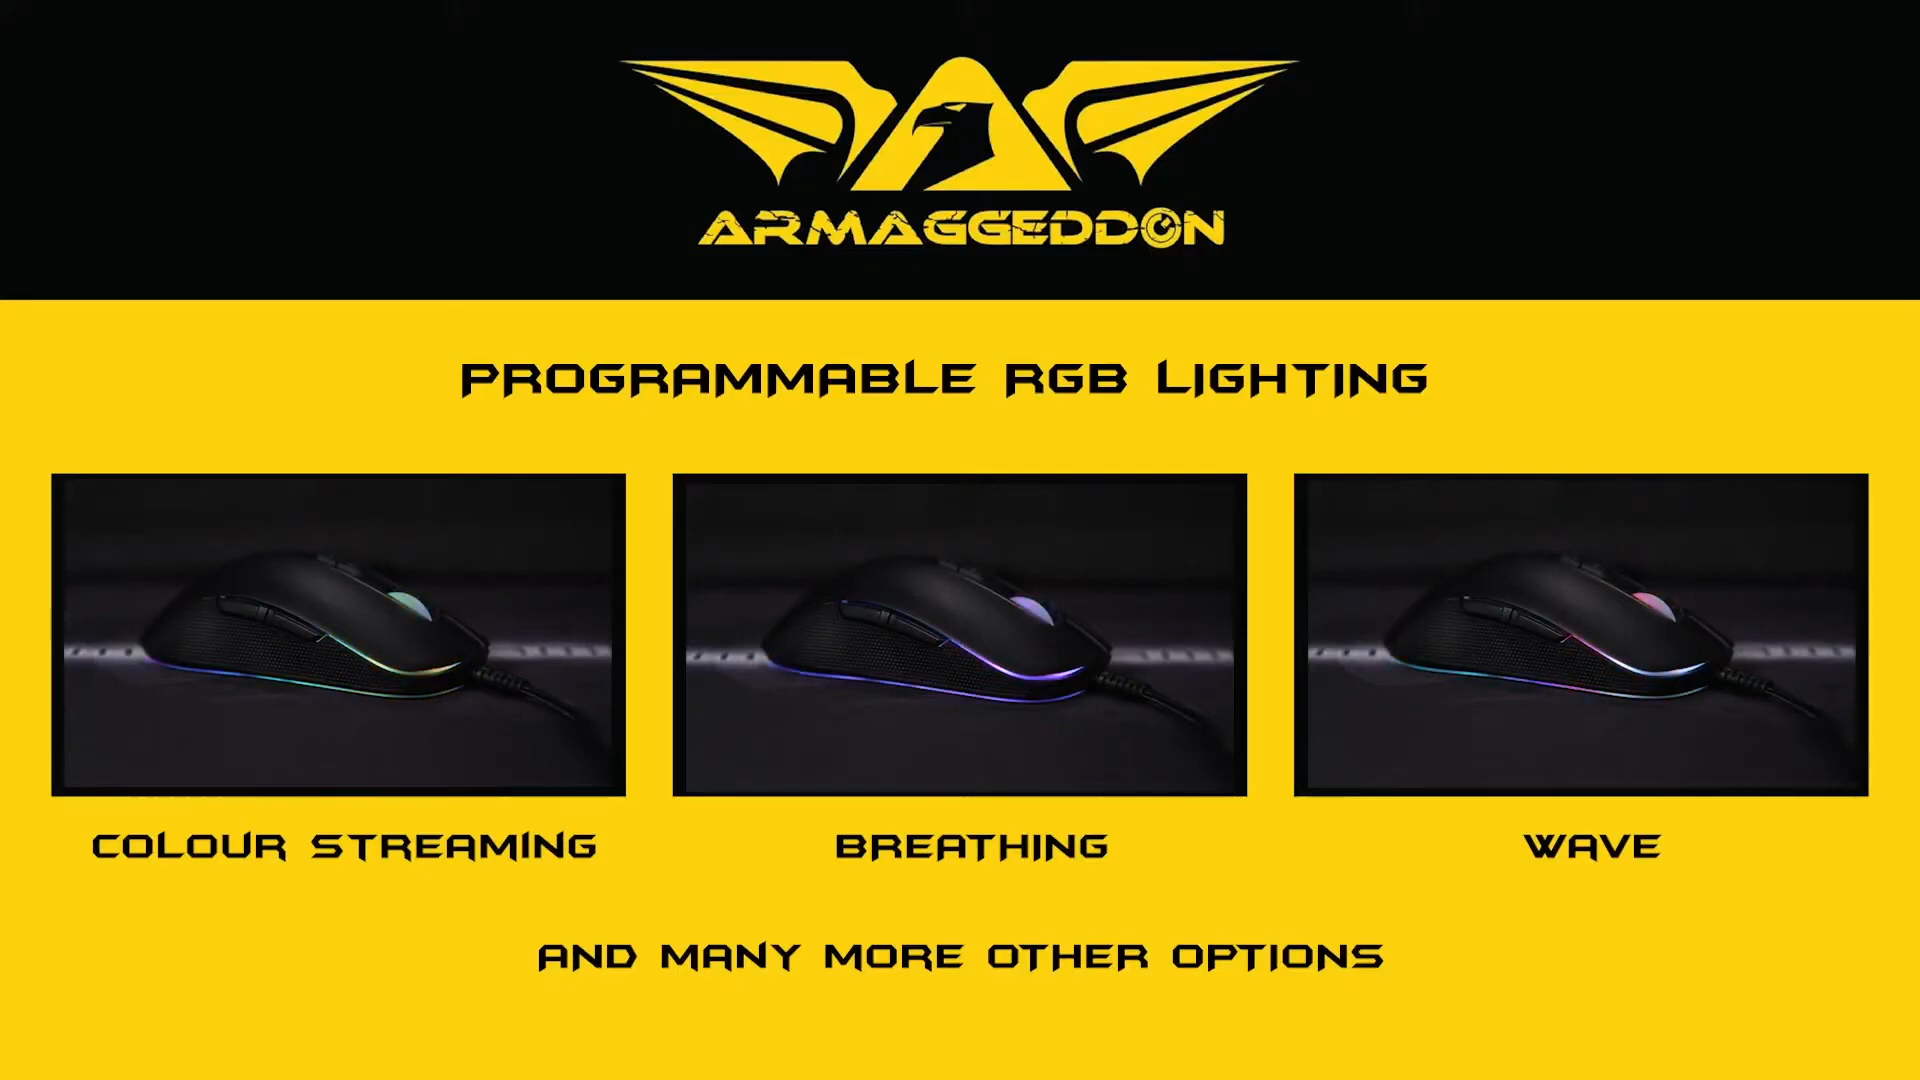 ARMAGGEDDON
PROGRAMMABLE RGB LIGHTING
COLOUR STREAMING
BREATHING
WAVE
AND MANY MORE OTHER OPTIONS